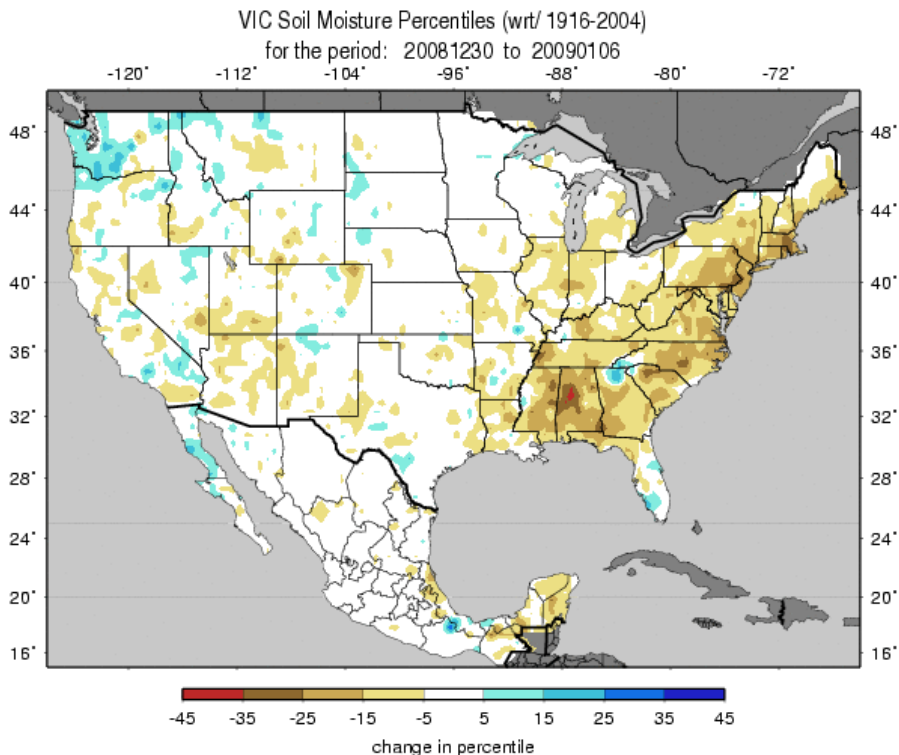 VIC Soil Moisture Percentiles (wrt/ 1916-2004)
for the period: 20081230 to 20090106
-120˚ -112˚ -104˚ -96˚ -88˚ -80˚ -72˚
48˚ 48˚
44˚ 44˚
40˚ 40˚
36˚ 36˚
32˚ 32˚
28˚ 28˚
24˚ 24˚
20˚ 20˚
16˚ 16˚
-45 -35 -25 -15 -5 5 15 25 35 45
change in percentile